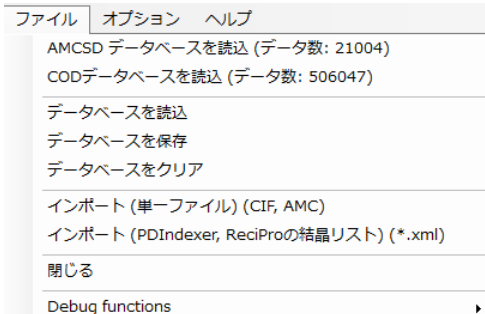 ファイル オプション ヘルプ
AMCSD データベースを読込 (データ数: 21004)
CODデータベースを読込 (データ数: 506047)
データベースを読込
データベースを保存
データベースをクリア
インポート (単一ファイル) (CIF, AMC)
インポート (PDIndexer, ReciProの結晶リスト) (*.xml)
閉じる
Debug functions